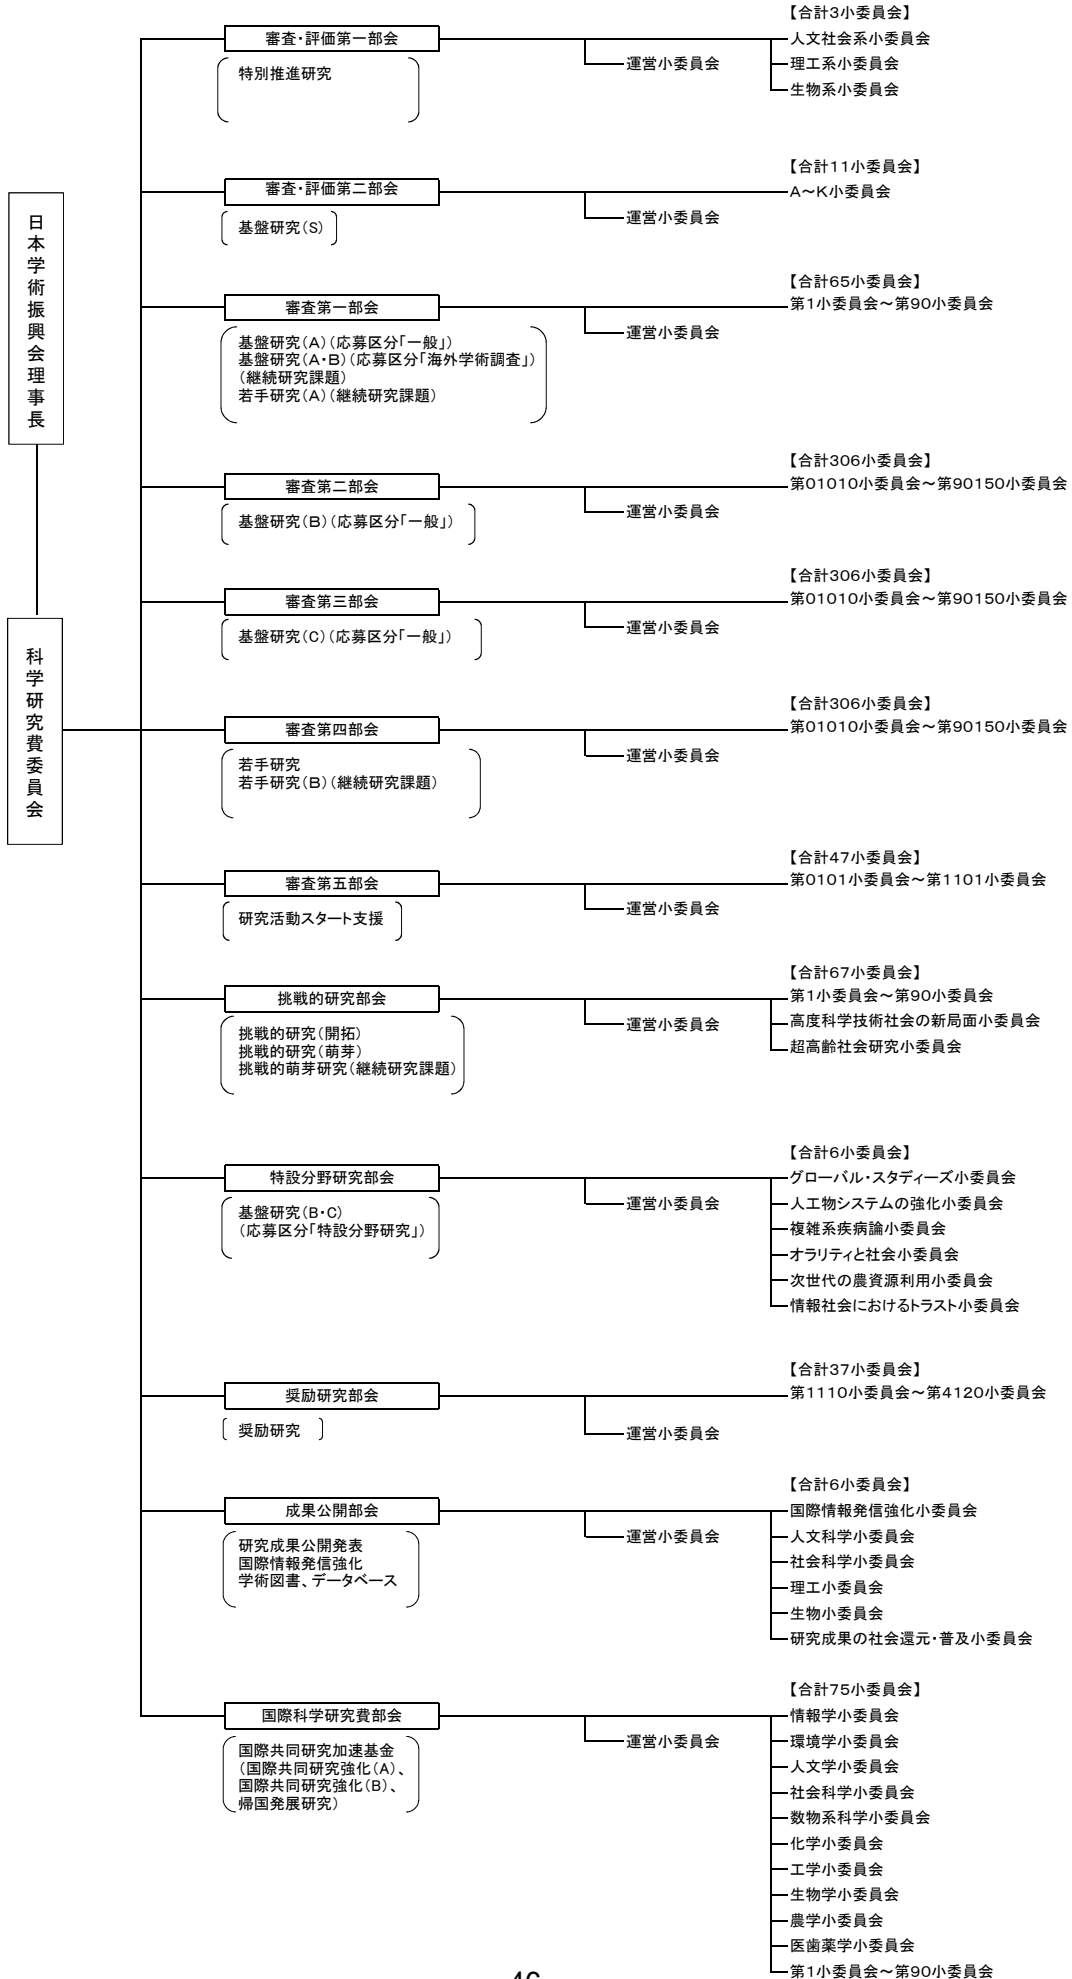 日本学術振興会理事長
科学研究費委員会
【合計3小委員会】
審査・評価第一部会
人文社会系小委員会
運営小委員会
理工系小委員会
特別推進研究
生物系小委員会
【合計11小委員会】
審査・評価第二部会
A～K小委員会
運営小委員会
基盤研究(S)
【合計65小委員会】
審査第一部会
第1小委員会～第90小委員会
運営小委員会
基盤研究(A)(応募区分「一般」)
基盤研究(A・B)(応募区分「海外学術調査」)
(継続研究課題)
若手研究(A)(継続研究課題)
【合計306小委員会】
審査第二部会
第01010小委員会～第90150小委員会
運営小委員会
基盤研究(B)(応募区分「一般」)
【合計306小委員会】
審査第三部会
第01010小委員会～第90150小委員会
運営小委員会
基盤研究(C)(応募区分「一般」)
【合計306小委員会】
審査第四部会
第01010小委員会～第90150小委員会
運営小委員会
若手研究
若手研究(B)(継続研究課題)
【合計47小委員会】
審査第五部会
第0101小委員会～第1101小委員会
運営小委員会
研究活動スタート支援
【合計67小委員会】
挑戦的研究部会
第1小委員会～第90小委員会
運営小委員会
高度科学技術社会の新局面小委員会
超高齢社会研究小委員会
挑戦的研究(開拓)
挑戦的研究(萌芽)
挑戦的萌芽研究(継続研究課題)
【合計6小委員会】
特設分野研究部会
グローバル・スタディーズ小委員会
運営小委員会
人工物システムの強化小委員会
複雑系疾病論小委員会
オラリティと社会小委員会
次世代の農資源利用小委員会
情報社会におけるトラスト小委員会
基盤研究(B・C)
(応募区分「特設分野研究」)
【合計37小委員会】
奨励研究部会
第1110小委員会～第4120小委員会
運営小委員会
奨励研究
【合計6小委員会】
成果公開部会
国際情報発信強化小委員会
運営小委員会
人文科学小委員会
社会科学小委員会
理工小委員会
生物小委員会
研究成果の社会還元・普及小委員会
研究成果公開発表
国際情報発信強化
学術図書、データベース
【合計75小委員会】
国際科学研究費部会
情報学小委員会
運営小委員会
環境学小委員会
人文学小委員会
社会科学小委員会
数物系科学小委員会
化学小委員会
工学小委員会
生物学小委員会
農学小委員会
医歯薬学小委員会
第1小委員会～第90小委員会
国際共同研究加速基金
(国際共同研究強化(A)、
国際共同研究強化(B)、
帰国発展研究)